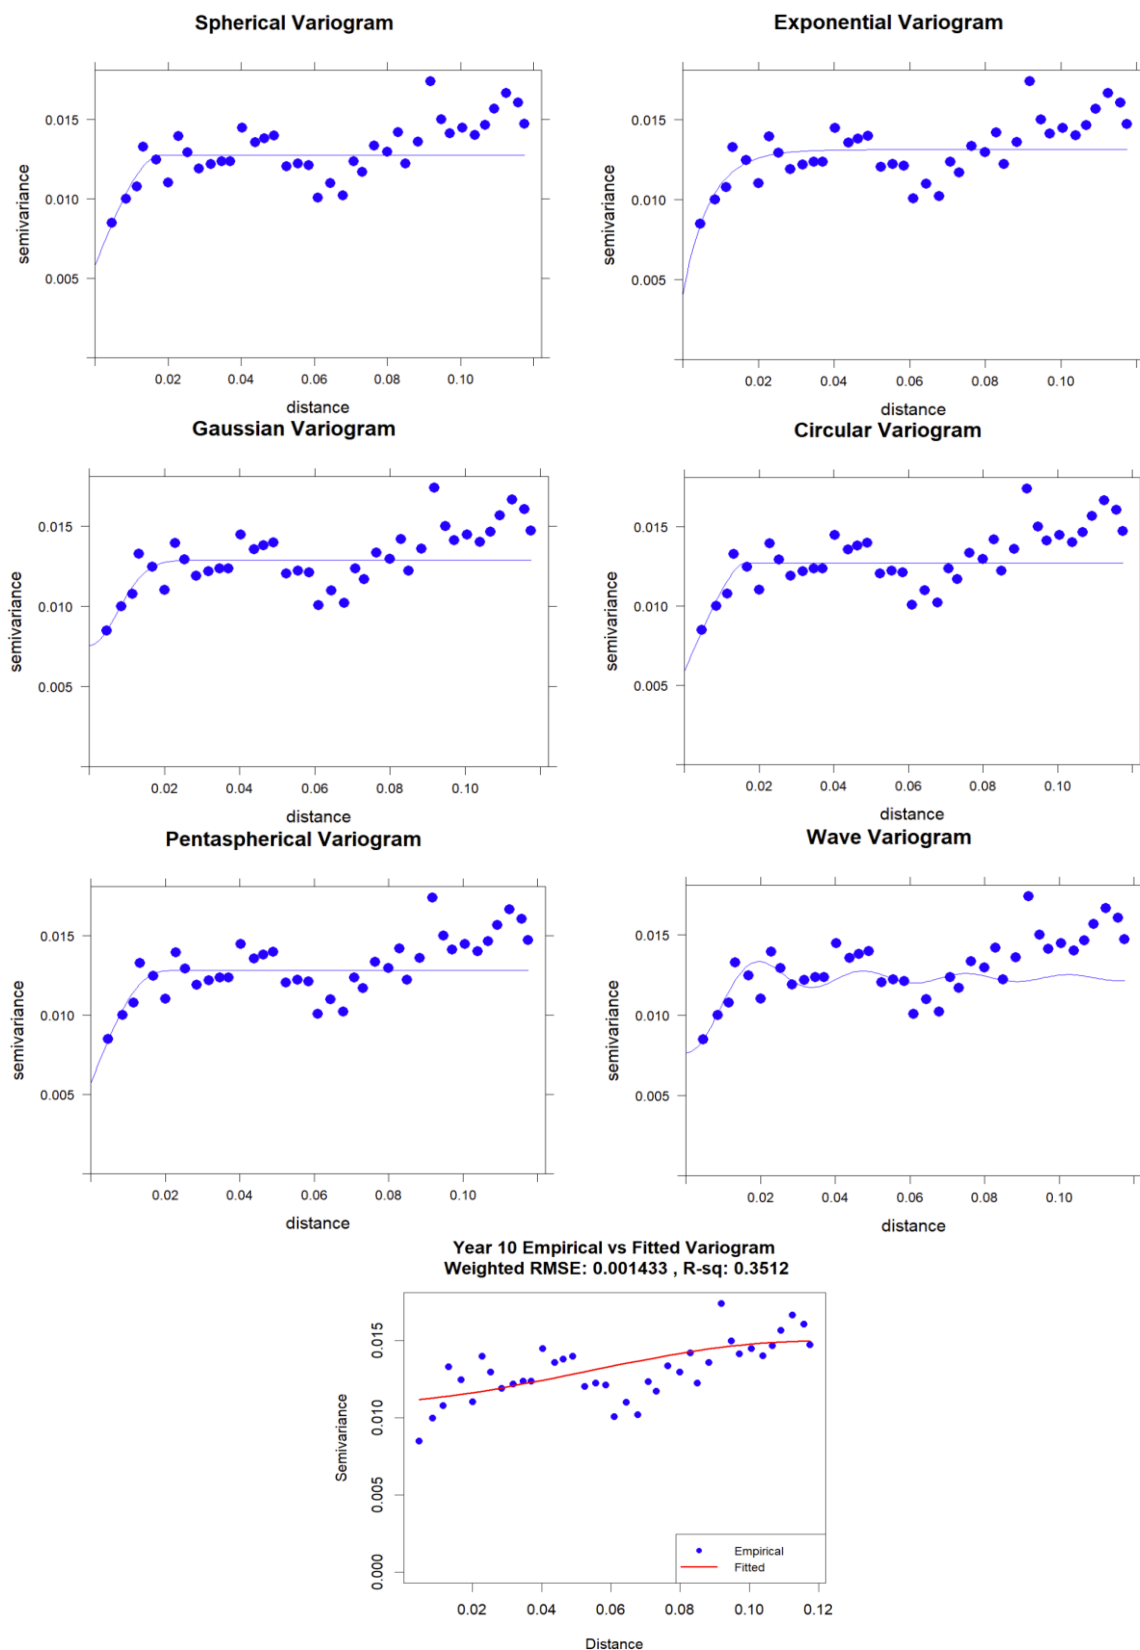 Spherical Variogram
semivariance
0.015
0.010
0.005
0.02 0.04 0.06 0.08 0.10
distance
Exponential Variogram
semivariance
0.015
0.010
0.005
0.02 0.04 0.06 0.08 0.10
distance
Gaussian Variogram
semivariance
0.015
0.010
0.005
0.02 0.04 0.06 0.08 0.10
distance
Circular Variogram
semivariance
0.015
0.010
0.005
0.02 0.04 0.06 0.08 0.10
distance
Pentaspherical Variogram
semivariance
0.015
0.010
0.005
0.02 0.04 0.06 0.08 0.10
distance
Wave Variogram
semivariance
0.015
0.010
0.005
0.02 0.04 0.06 0.08 0.10
distance
Year 10 Empirical vs Fitted Variogram
Weighted RMSE: 0.001433 , R-sq: 0.3512
Semivariance
0.015
0.010
0.005
0.000
Empirical
Fitted
0.02 0.04 0.06 0.08 0.10 0.12
Distance